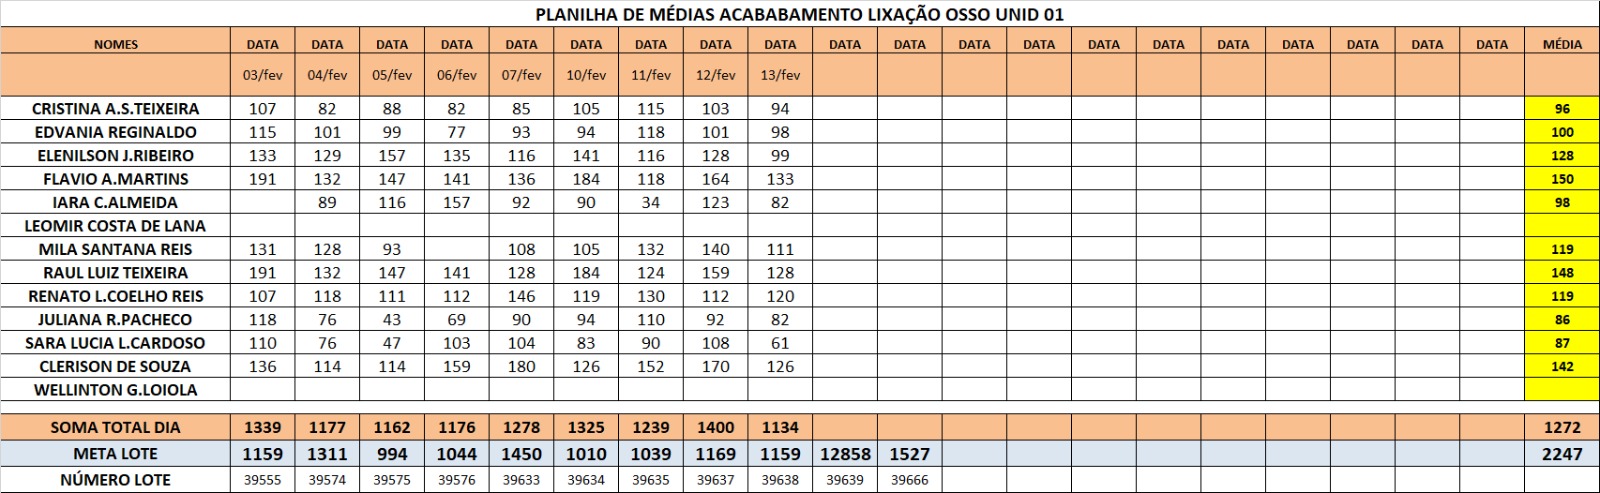 PLANILHA DE MÉDIAS ACABABAMENTO LIXAÇÃO OSSO UNID 01
NOMES DATA DATA DATA DATA DATA DATA DATA DATA DATA DATA DATA DATA DATA DATA DATA DATA DATA DATA DATA DATA MÉDIA
03/fev 04/fev 05/fev 06/fev 07/fev 10/fev 11/fev 12/fev 13/fev
CRISTINA A.S.TEIXEIRA 107 82 88 82 85 105 115 103 94 96
EDVANIA REGINALDO 115 101 99 77 93 94 118 101 98 100
ELENILSON J.RIBEIRO 133 129 157 135 116 141 116 128 99 128
FLAVIO A.MARTINS 191 132 147 141 136 184 118 164 133 150
IARA C.ALMEIDA 89 116 157 92 90 34 123 82 98
LEOMIR COSTA DE LANA
MILA SANTANA REIS 131 128 93 108 105 132 140 111 119
RAUL LUIZ TEIXEIRA 191 132 147 141 128 184 124 159 128 148
RENATO L.COELHO REIS 107 118 111 112 146 119 130 112 120 119
JULIANA R.PACHECO 118 76 43 69 90 94 110 92 82 86
SARA LUCIA L.CARDOSO 110 76 47 103 104 83 90 108 61 87
CLERISON DE SOUZA 136 114 114 159 180 126 152 170 126 142
WELLINTON G.LOIOLA
SOMA TOTAL DIA 1339 1177 1162 1176 1278 1325 1239 1400 1134 1272
META LOTE 1159 1311 994 1044 1450 1010 1039 1169 1159 12858 1527 2247
NÚMERO LOTE 39555 39574 39575 39576 39633 39634 39635 39637 39638 39639 39666